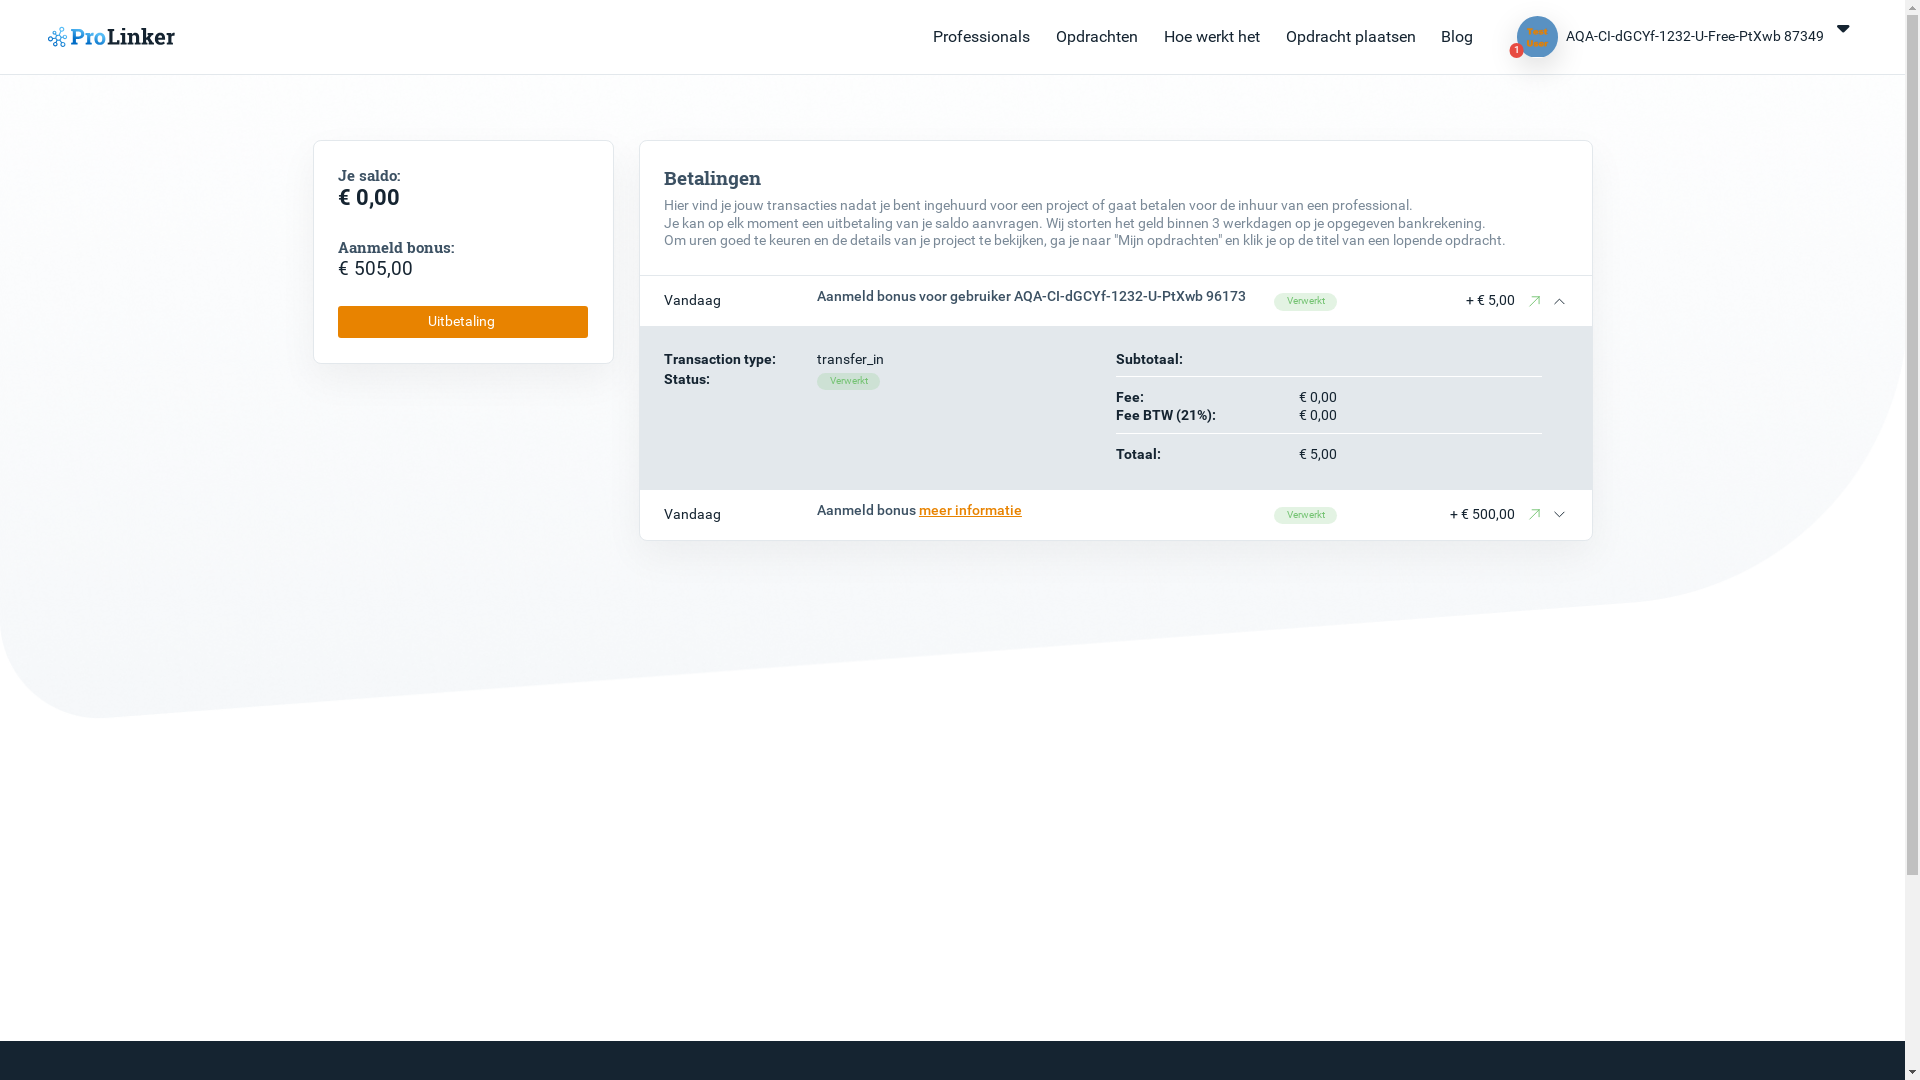 ProLinker
Professionals
Opdrachten
Hoe werkt het
Opdracht plaatsen
Blog
Test
User
1
AQA-CI-dGCYf-1232-U-Free-PtXwb 87349
Je saldo:
€ 0,00
Aanmeld bonus:
€ 505,00
Uitbetaling
Betalingen
Hier vind je jouw transacties nadat je bent ingehuurd voor een project of gaat betalen voor de inhuur van een professional.
Je kan op elk moment een uitbetaling van je saldo aanvragen. Wij storten het geld binnen 3 werkdagen op je opgegeven bankrekening.
Om uren goed te keuren en de details van je project te bekijken, ga je naar "Mijn opdrachten" en klik je op de titel van een lopende opdracht.
Vandaag
Aanmeld bonus voor gebruiker AQA-CI-dGCYf-1232-U-PtXwb 96173
Verwerkt
+ € 5,00
Transaction type:
transfer_in
Status:
Verwerkt
Subtotaal:
Fee:
€ 0,00
Fee BTW (21%):
€ 0,00
Totaal:
€ 5,00
Vandaag
Aanmeld bonus meer informatie
Verwerkt
+ € 500,00